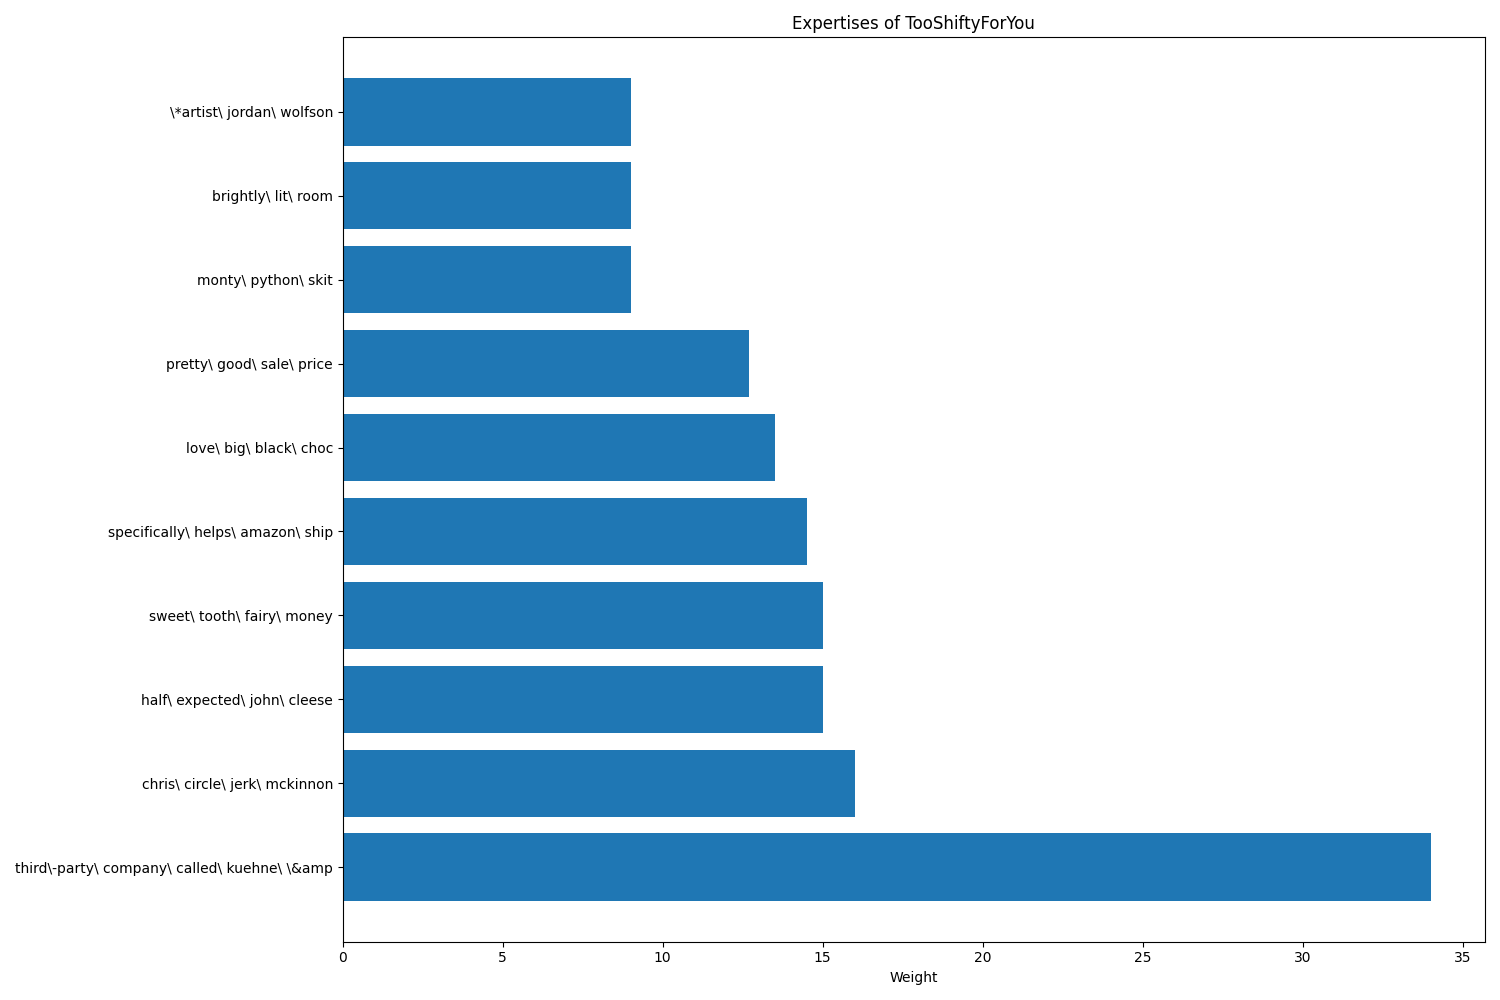 Expertises of TooShiftyForYou
\*artist\ jordan\ wolfson
brightly\ lit\ room
monty\ python\ skit
pretty\ good\ sale\ price
love\ big\ black\ choc
specifically\ helps\ amazon\ ship
sweet\ tooth\ fairy\ money
half\ expected\ john\ cleese
chris\ circle\ jerk\ mckinnon
third\-party\ company\ called\ kuehne\ \&amp
0 5 10 15 20 25 30 35
Weight